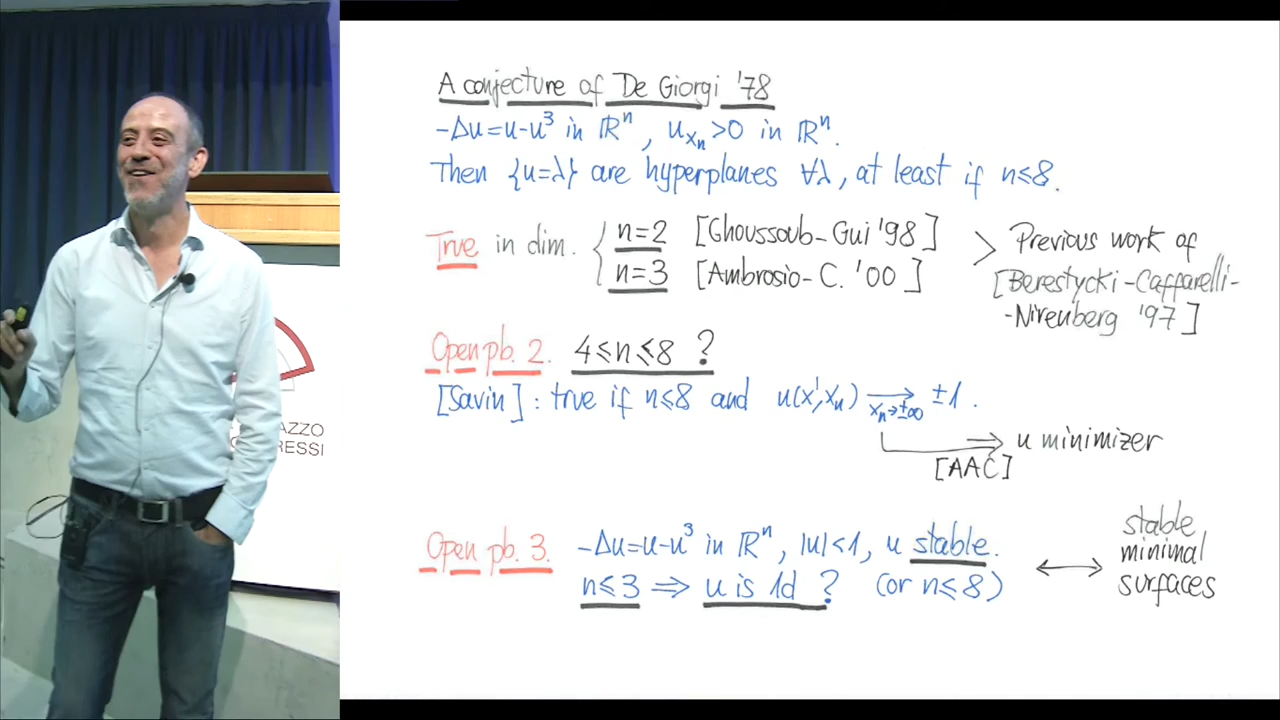 A conjecture of De Giorgi '78
-Δu=u-u³ in ℝⁿ, u_{xₙ}>0 in ℝⁿ.
Then {u=λ} are hyperplanes ∀λ, at least if n≤8.
True in dim. { n=2 [Ghoussoub-Gui '98]
n=3 [Ambrosio-C. '00]
> Previous work of
[Berestycki-Caffarelli-
-Nirenberg '97]
Open pb. 2. 4≤n≤8 ?
[Savin]: true if n≤8 and u(x',xₙ) → ±1.
xₙ→±∞
→ u minimizer
[AAC]
Open pb. 3. -Δu=u-u³ in ℝⁿ, |u|<1, u stable.
n≤3 ⟹ u is 1d ? (or n≤8)
⟷ stable
minimal
surfaces
AZZO
RESSI